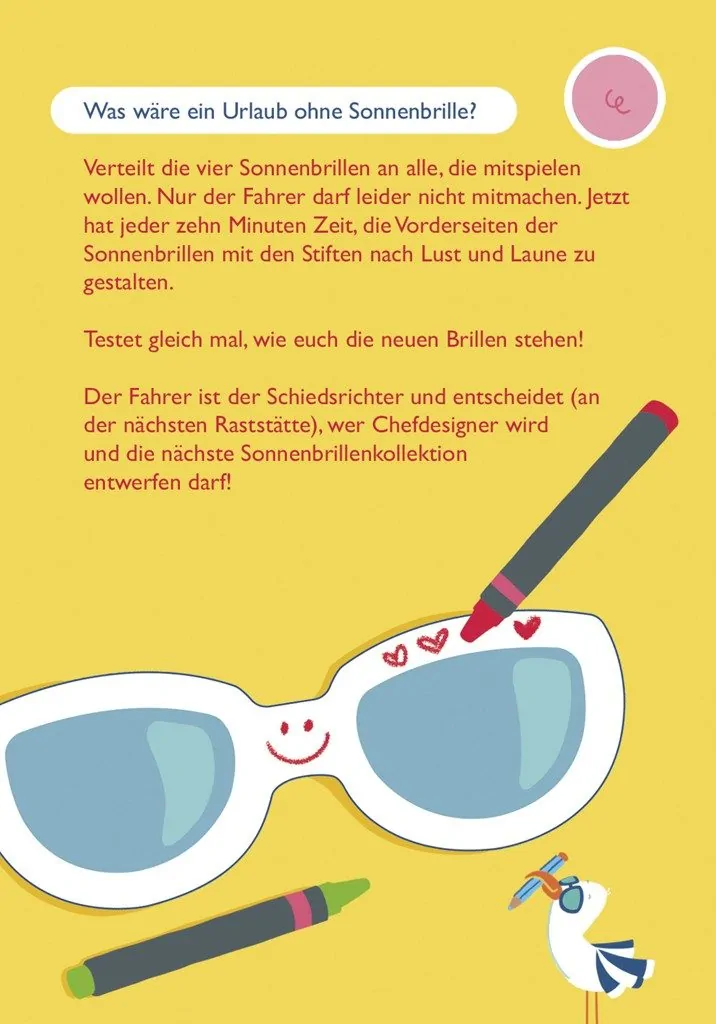 Was wäre ein Urlaub ohne Sonnenbrille?
Verteilt die vier Sonnenbrillen an alle, die mitspielen
wollen. Nur der Fahrer darf leider nicht mitmachen. Jetzt
hat jeder zehn Minuten Zeit, die Vorderseiten der
Sonnenbrillen mit den Stiften nach Lust und Laune zu
gestalten.
Testet gleich mal, wie euch die neuen Brillen stehen!
Der Fahrer ist der Schiedsrichter und entscheidet (an
der nächsten Raststätte), wer Chefdesigner wird
und die nächste Sonnenbrillenkollektion
entwerfen darf!